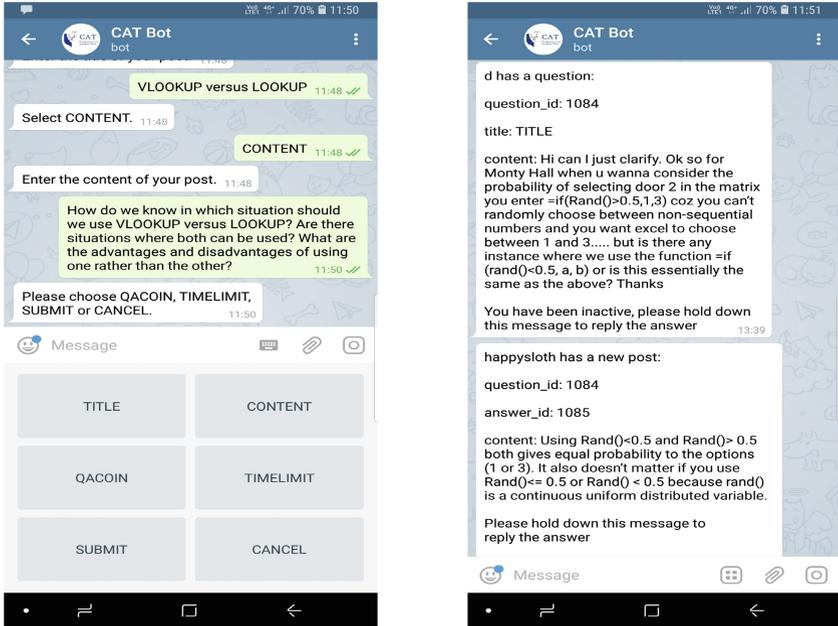 70% 11:50
CAT Bot
bot
CAT
11:48
VLOOKUP versus LOOKUP 11:48
Select CONTENT. 11:48
CONTENT 11:48
Enter the content of your post. 11:48
How do we know in which situation should
we use VLOOKUP versus LOOKUP? Are there
situations where both can be used? What are
the advantages and disadvantages of using
one rather than the other?
11:50
Please choose QACOIN, TIMELIMIT,
SUBMIT or CANCEL.
11:50
Message
TITLE CONTENT
QACOIN TIMELIMIT
SUBMIT CANCEL
70% 11:51
CAT Bot
bot
CAT
d has a question:
question_id: 1084
title: TITLE
content: Hi can I just clarify. Ok so for
Monty Hall when u wanna consider the
probability of selecting door 2 in the matrix
you enter =if(Rand()>0.5,1,3) coz you can't
randomly choose between non-sequential
numbers and you want excel to choose
between 1 and 3..... but is there any
instance where we use the function =if
(rand()<0.5, a, b) or is this essentially the
same as the above? Thanks
You have been inactive, please hold down
this message to reply the answer
13:39
happysloth has a new post:
question_id: 1084
answer_id: 1085
content: Using Rand()<0.5 and Rand()> 0.5
both gives equal probability to the options
(1 or 3). It also doesn't matter if you use
Rand()<= 0.5 or Rand() < 0.5 because rand()
is a continuous uniform distributed variable.
Please hold down this message to
reply the answer
Message